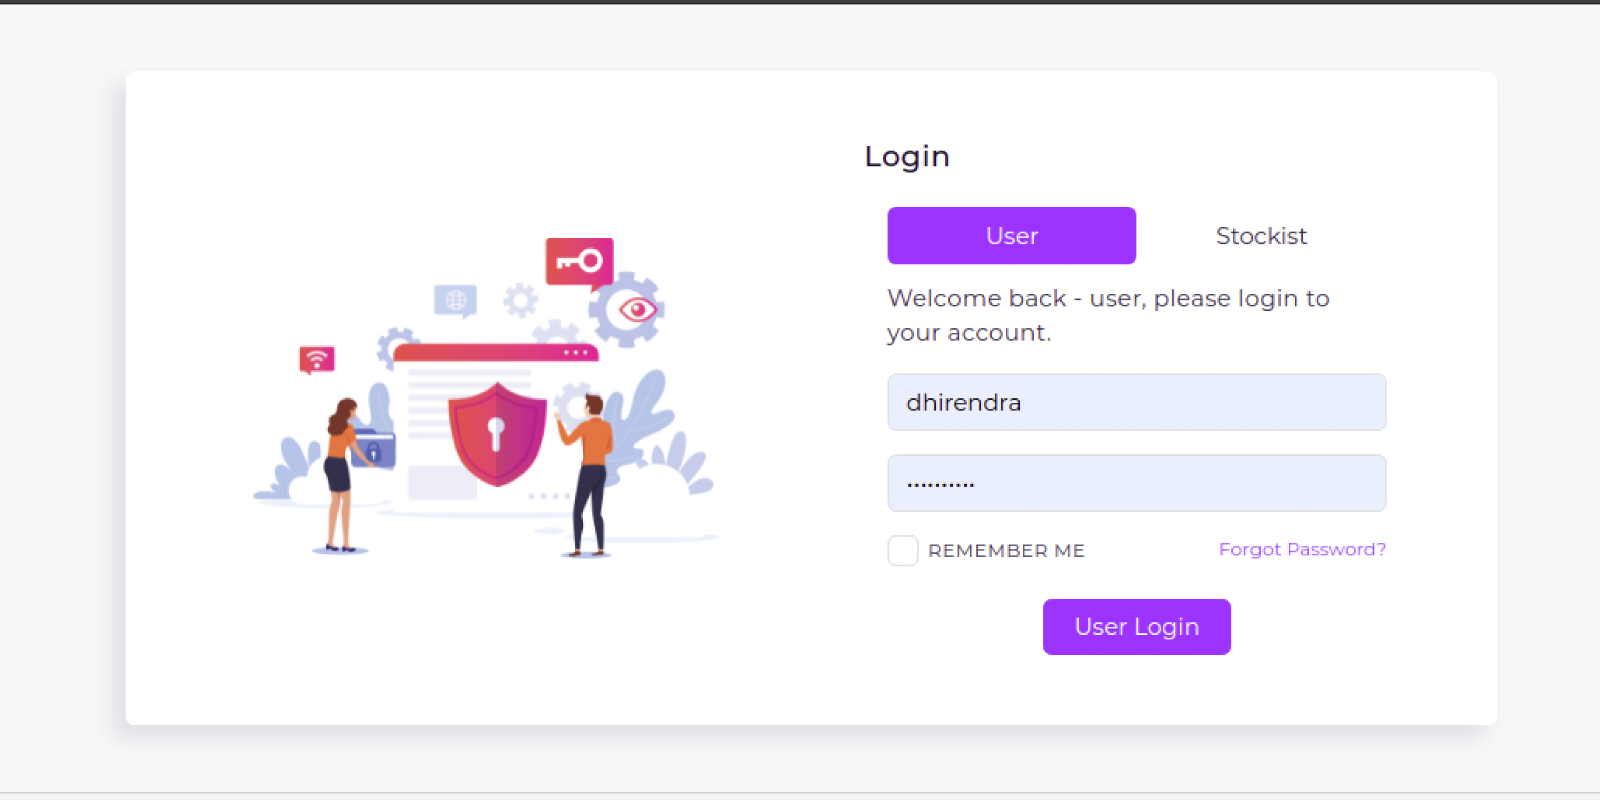 Login
User
Stockist
Welcome back - user, please login to
your account.
dhirendra
••••••••••
REMEMBER ME
Forgot Password?
User Login